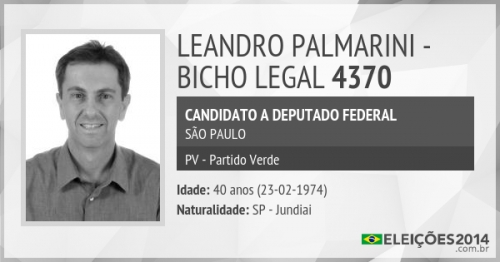 LEANDRO PALMARINI -
BICHO LEGAL 4370
CANDIDATO A DEPUTADO FEDERAL
SÃO PAULO
PV - Partido Verde
Idade: 40 anos (23-02-1974)
Naturalidade: SP - Jundiai
ELEIÇÕES2014
.com.br